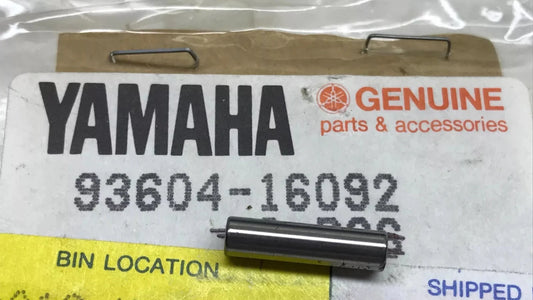 YAMAHA
GENUINE
parts & accessories
93604-16092
BIN LOCATION
SHIPPED